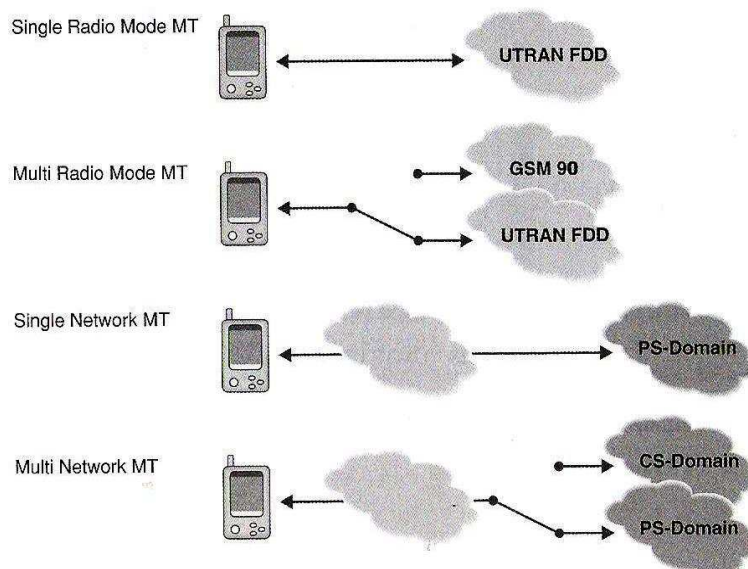 Single Radio Mode MT
UTRAN FDD
Multi Radio Mode MT
GSM 90
UTRAN FDD
Single Network MT
PS-Domain
Multi Network MT
CS-Domain
PS-Domain